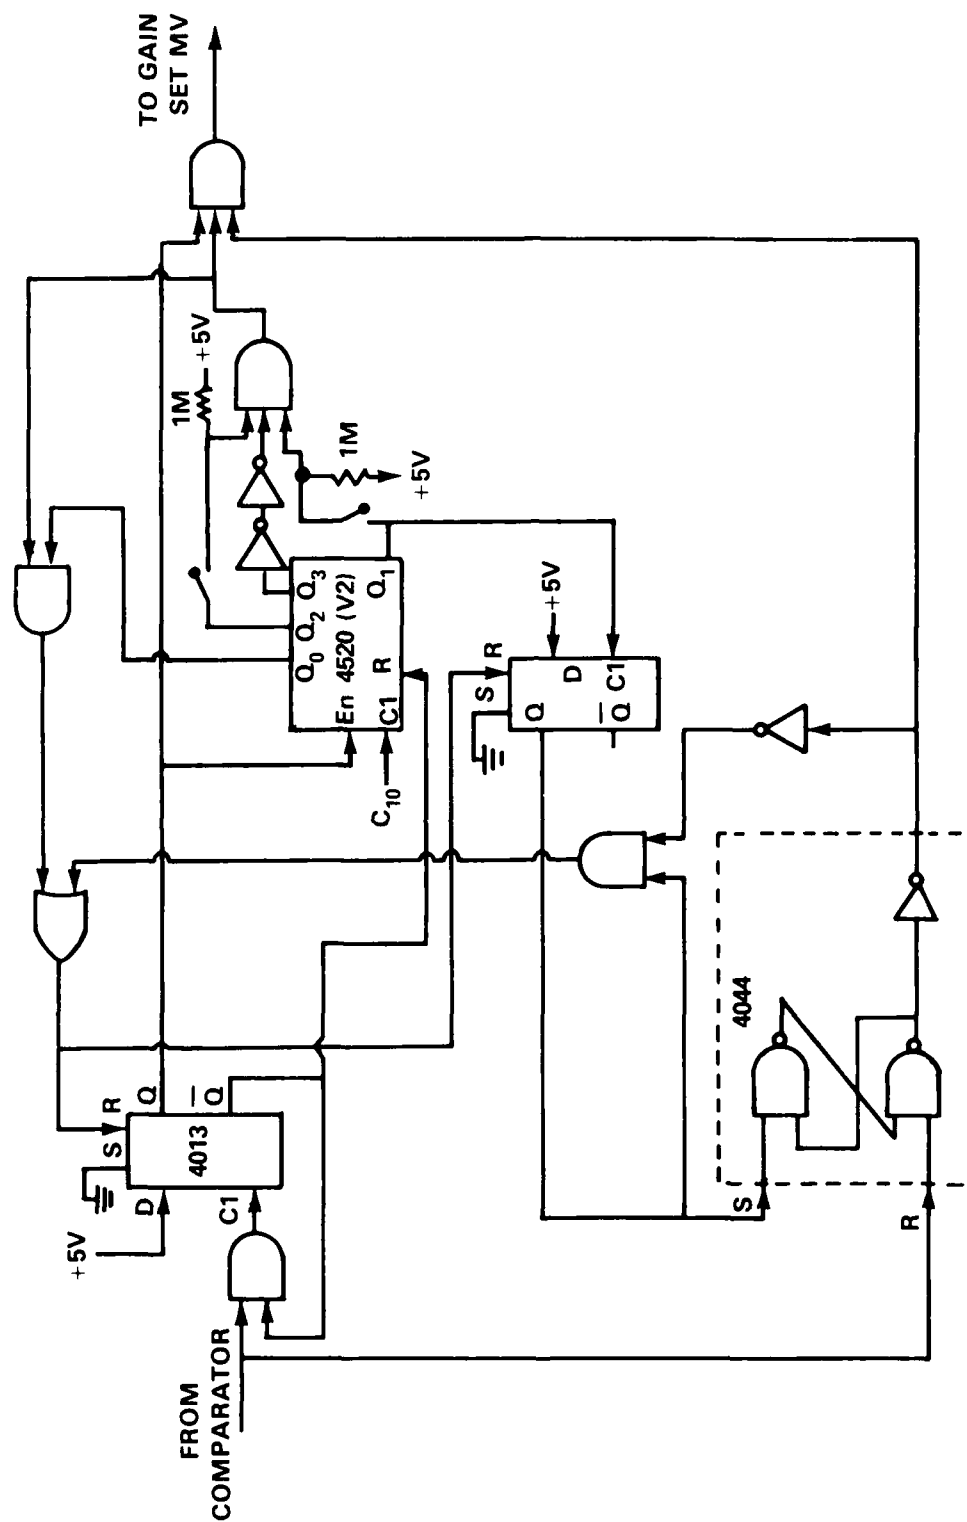 TO GAIN
SET MV
+5V
1M
1M
+5V
Q0 Q2 Q3
En 4520 (V2)
C1 R Q1
C10
+5V
S R
D
Q
C1
Q
4044
S
R
S R
Q
4013
Q
D
C1
+5V
FROM
COMPARATOR